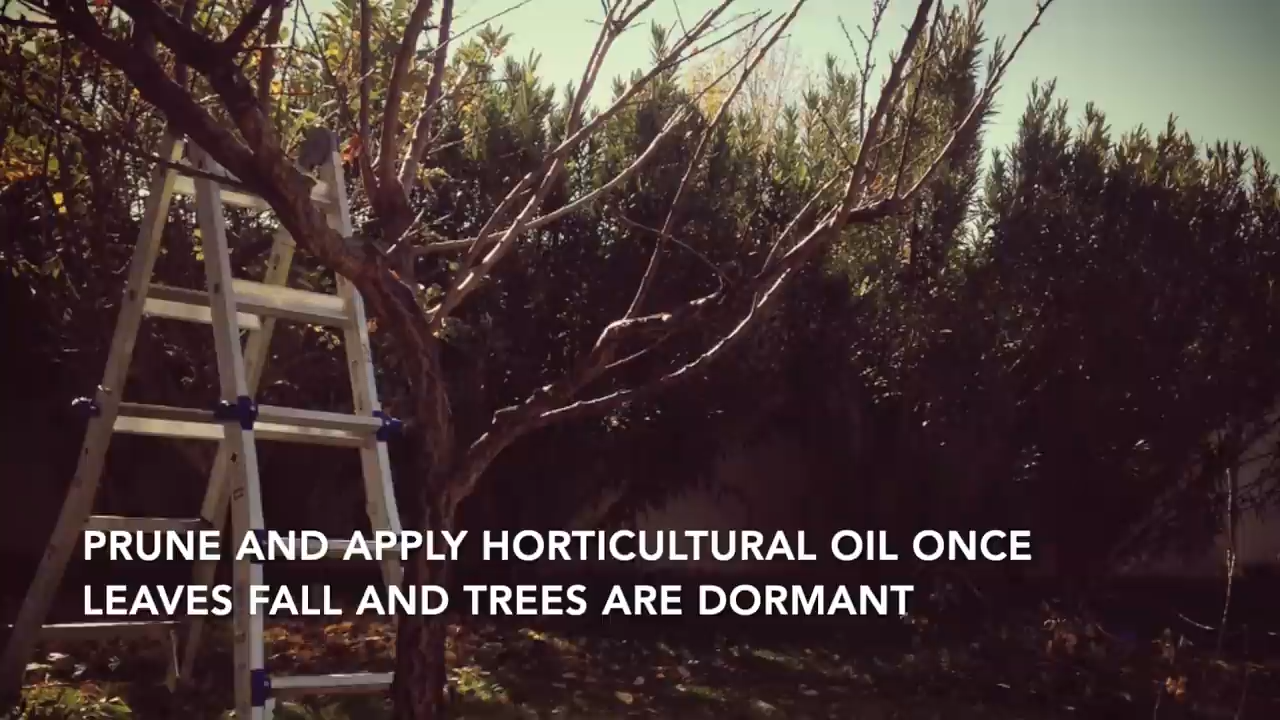 PRUNE AND APPLY HORTICULTURAL OIL ONCE
LEAVES FALL AND TREES ARE DORMANT